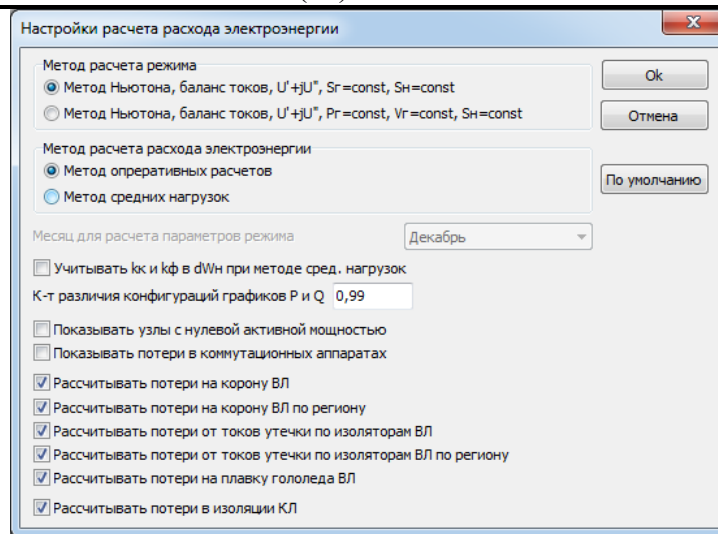 Настройки расчета расхода электроэнергии
Метод расчета режима
Метод Ньютона, баланс токов, U'+jU", Sг=const, Sн=const
Метод Ньютона, баланс токов, U'+jU", Pг=const, Vг=const, Sн=const
Ok
Отмена
Метод расчета расхода электроэнергии
Метод оперативных расчетов
Метод средних нагрузок
По умолчанию
Месяц для расчета параметров режима
Декабрь
Учитывать kк и kф в dWн при методе сред. нагрузок
К-т различия конфигураций графиков P и Q 0,99
Показывать узлы с нулевой активной мощностью
Показывать потери в коммутационных аппаратах
Рассчитывать потери на корону ВЛ
Рассчитывать потери на корону ВЛ по региону
Рассчитывать потери от токов утечки по изоляторам ВЛ
Рассчитывать потери от токов утечки по изоляторам ВЛ по региону
Рассчитывать потери на плавку гололеда ВЛ
Рассчитывать потери в изоляции КЛ